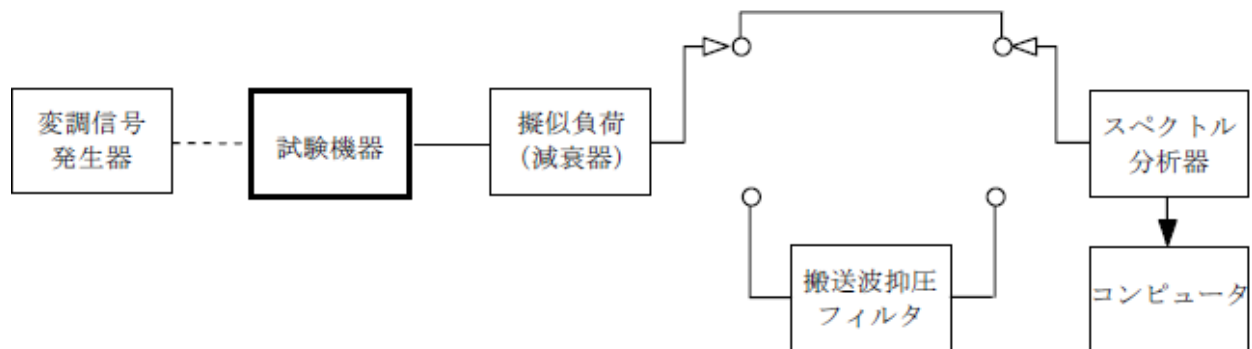 変調信号
発生器
試験機器
擬似負荷
（減衰器）
スペクトル
分析器
搬送波抑圧
フィルタ
コンピュータ